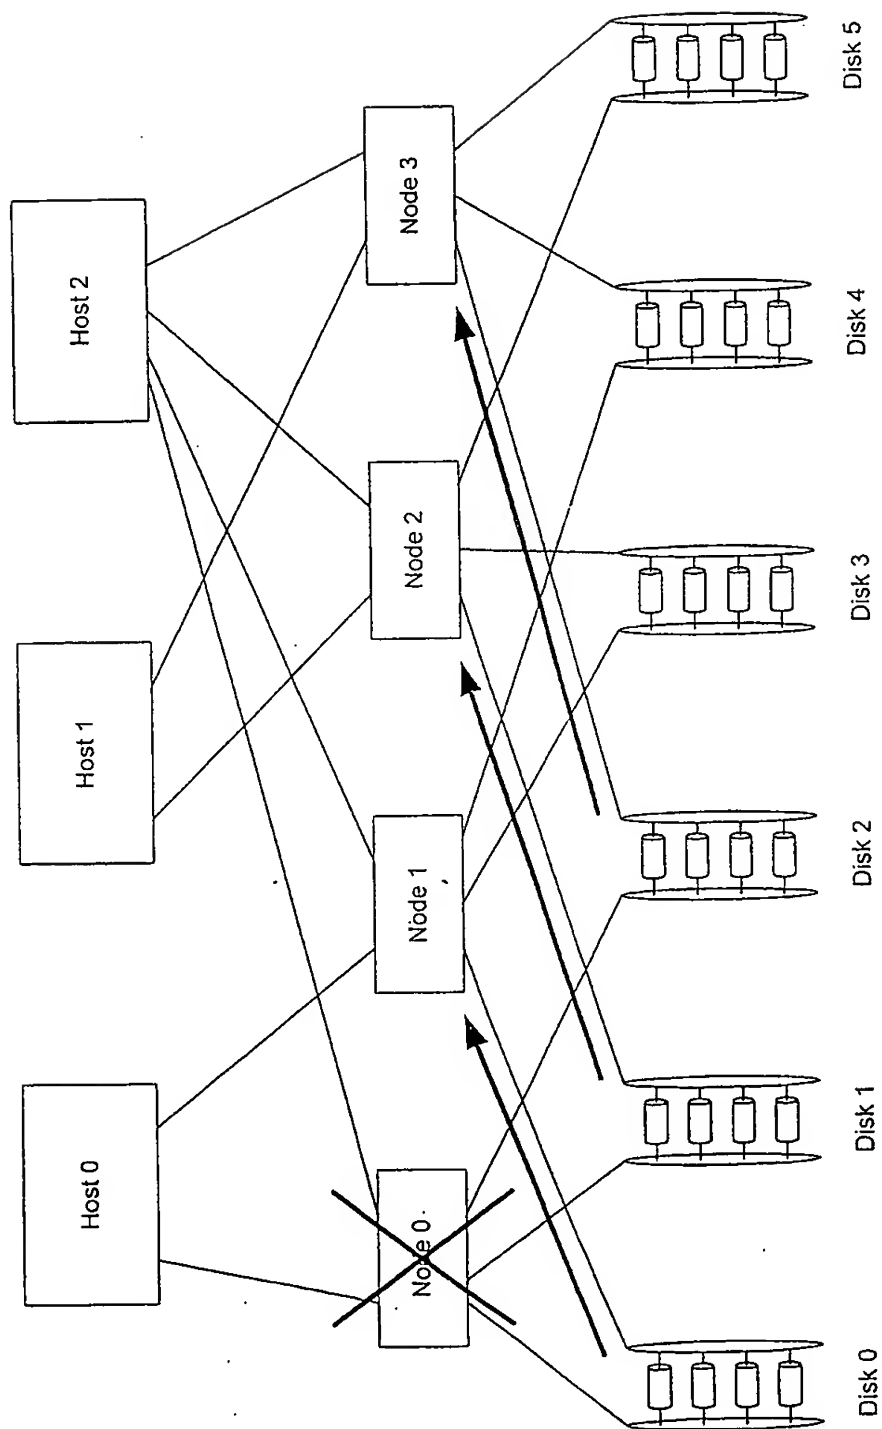 Host 0
Host 1
Host 2
Node 0
Node 1
Node 2
Node 3
Disk 0
Disk 1
Disk 2
Disk 3
Disk 4
Disk 5